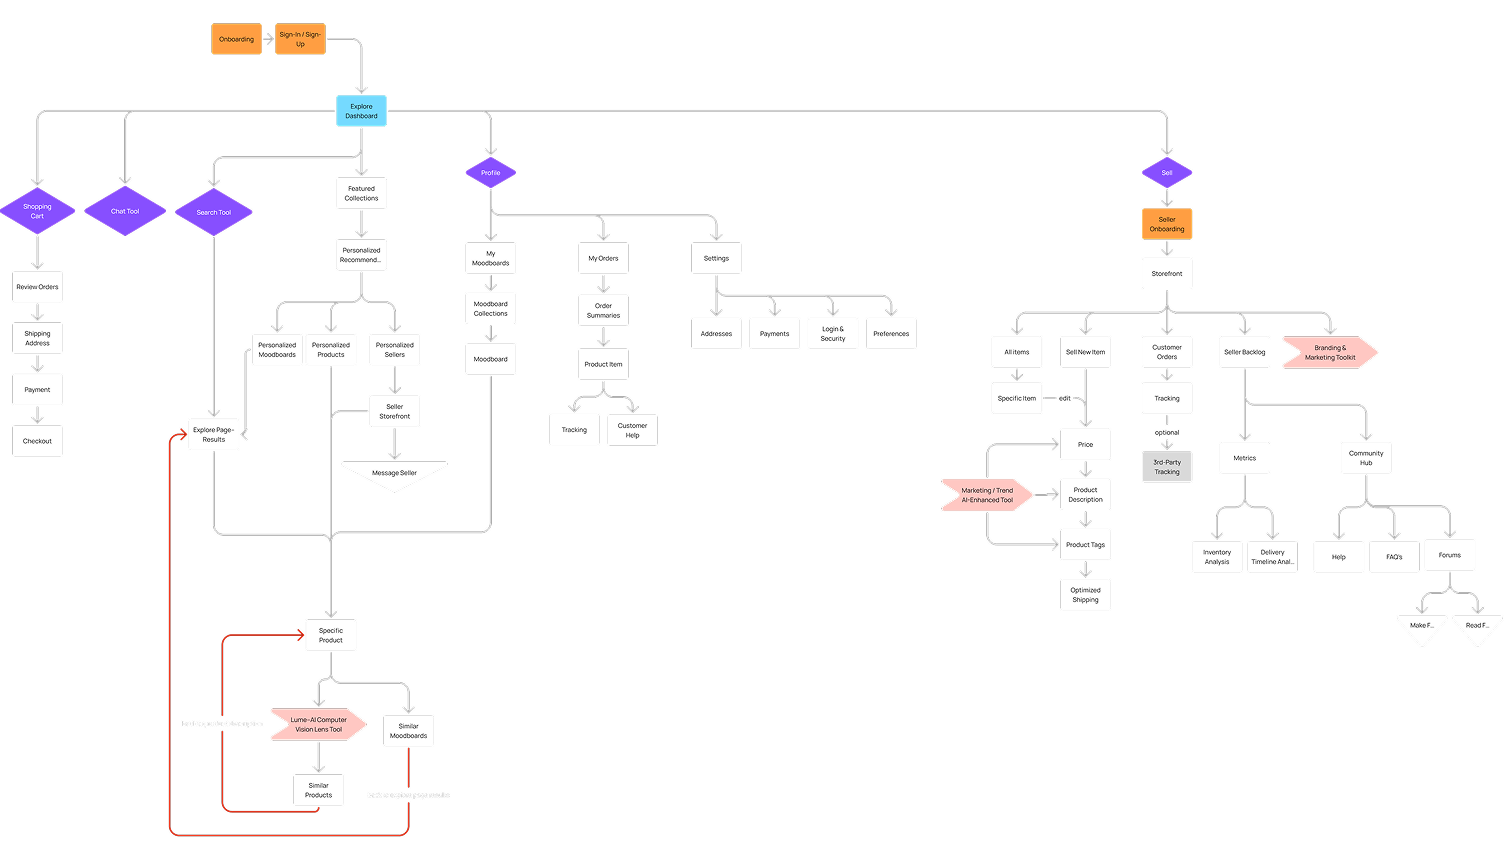 Onboarding
Sign-In / Sign-
Up
Explore
Dashboard
Profile
Sell
Shopping
Cart
Chat Tool
Search Tool
Featured
Collections
Seller
Onboarding
Personalized
Recommend...
My
Moodboards
My Orders
Settings
Storefront
Review Orders
Moodboard
Collections
Order
Summaries
Shipping
Address
Addresses
Payments
Login &
Security
Preferences
Personalized
Moodboards
Personalized
Products
Personalized
Sellers
Moodboard
Product Item
All items
Sell New Item
Customer
Orders
Seller Backlog
Branding &
Marketing Toolkit
Payment
Seller
Storefront
Specific Item
edit
Tracking
Explore Page-
Results
Checkout
Tracking
Customer
Help
Price
optional
Message Seller
3rd-Party
Tracking
Metrics
Community
Hub
Marketing / Trend
AI-Enhanced Tool
Product
Description
Product Tags
Inventory
Analysis
Delivery
Timeline Anal...
Help
FAQ's
Forums
Optimized
Shipping
Make F...
Read F...
Specific
Product
Lume-AI Computer
Vision Lens Tool
Similar
Moodboards
Similar
Products